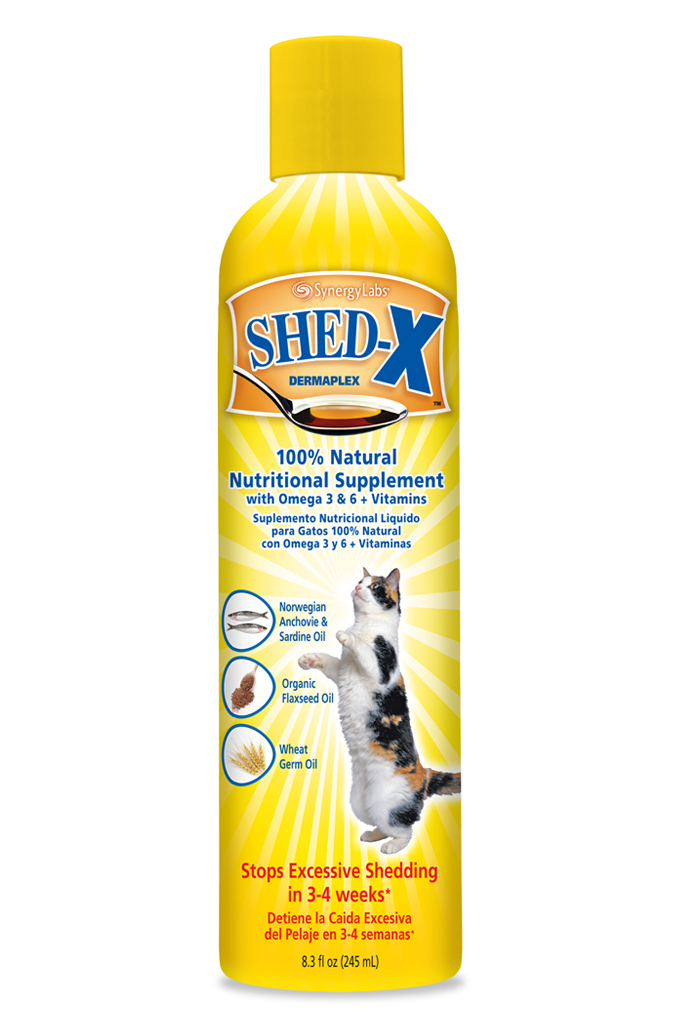 SynergyLabs®
SHED-X
DERMAPLEX
™
100% Natural
Nutritional Supplement
with Omega 3 & 6 + Vitamins
Suplemento Nutricional Liquido
para Gatos 100% Natural
con Omega 3 y 6 + Vitaminas
Norwegian
Anchovie &
Sardine Oil
Organic
Flaxseed Oil
Wheat
Germ Oil
Stops Excessive Shedding
in 3-4 weeks*
Detiene la Caida Excesiva
del Pelaje en 3-4 semanas*
8.3 fl oz (245 mL)